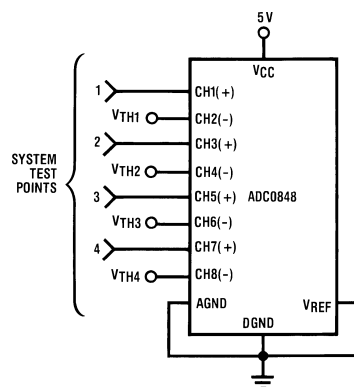 5 V
VCC
1
CH1(+)
VTH1
CH2(-)
2
CH3(+)
SYSTEM
TEST
POINTS
VTH2
CH4(-)
3
CH5(+)
ADC0848
VTH3
CH6(-)
4
CH7(+)
VTH4
CH8(-)
AGND
VREF
DGND